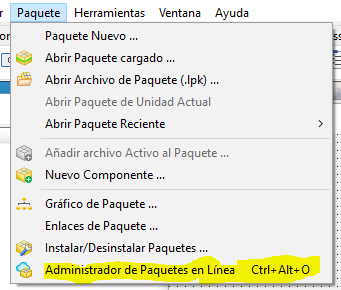 Paquete Herramientas Ventana Ayuda
Paquete Nuevo ...
Abrir Paquete cargado ...
Abrir Archivo de Paquete (.lpk) ...
Abrir Paquete de Unidad Actual
Abrir Paquete Reciente
Añadir archivo Activo al Paquete ...
Nuevo Componente ...
Gráfico de Paquete ...
Enlaces de Paquete ...
Instalar/Desinstalar Paquetes ...
Administrador de Paquetes en Línea Ctrl+Alt+O